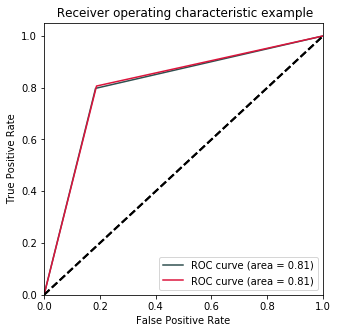 Receiver operating characteristic example
1.0
0.8
0.6
0.4
0.2
0.0
True Positive Rate
ROC curve (area = 0.81)
ROC curve (area = 0.81)
0.0 0.2 0.4 0.6 0.8 1.0
False Positive Rate